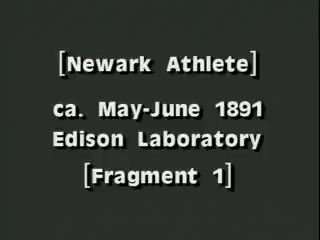 [Newark Athlete]
ca. May-June 1891
Edison Laboratory
[Fragment 1]